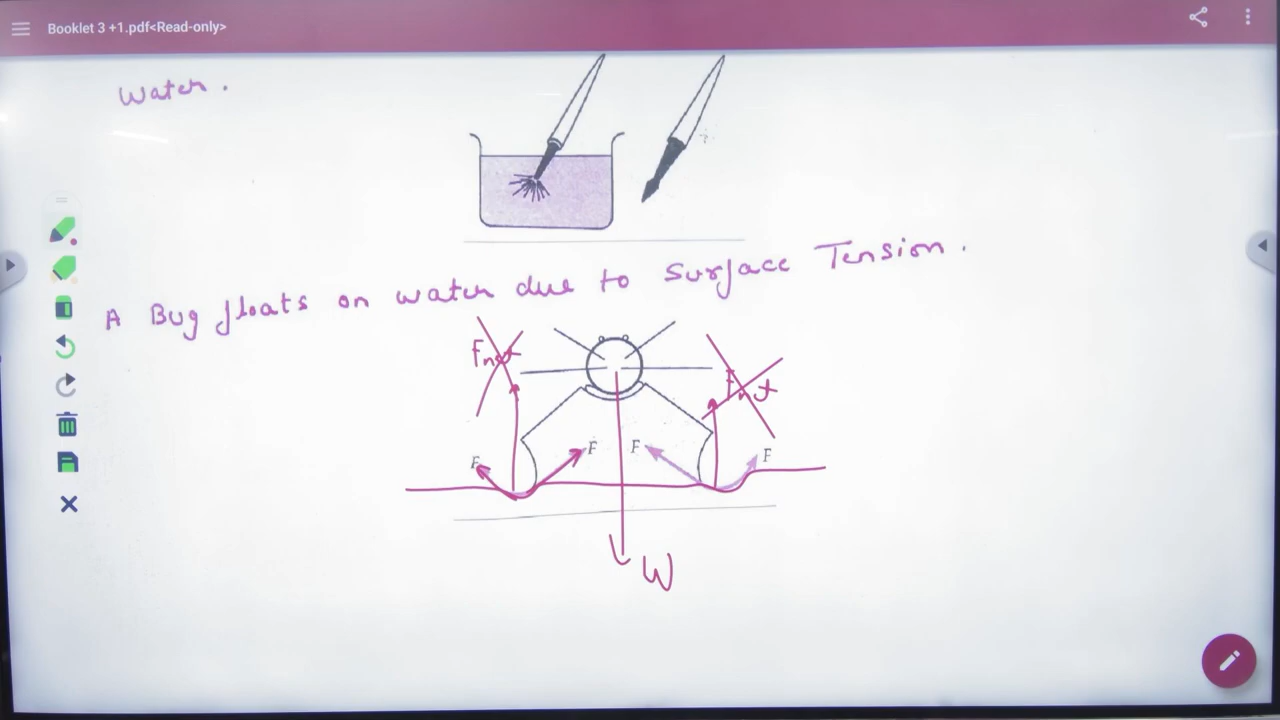 Booklet 3 +1.pdf<Read-only>
Water.
A Bug floats on water due to Surface Tension.
Fnet
Fnet
F
F
F
F
W